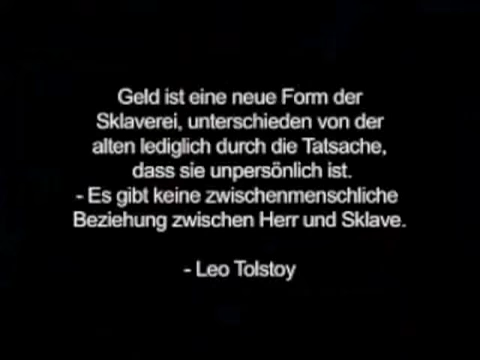 Geld ist eine neue Form der
Sklaverei, unterschieden von der
alten lediglich durch die Tatsache,
dass sie unpersönlich ist.
- Es gibt keine zwischenmenschliche
Beziehung zwischen Herr und Sklave.
- Leo Tolstoy